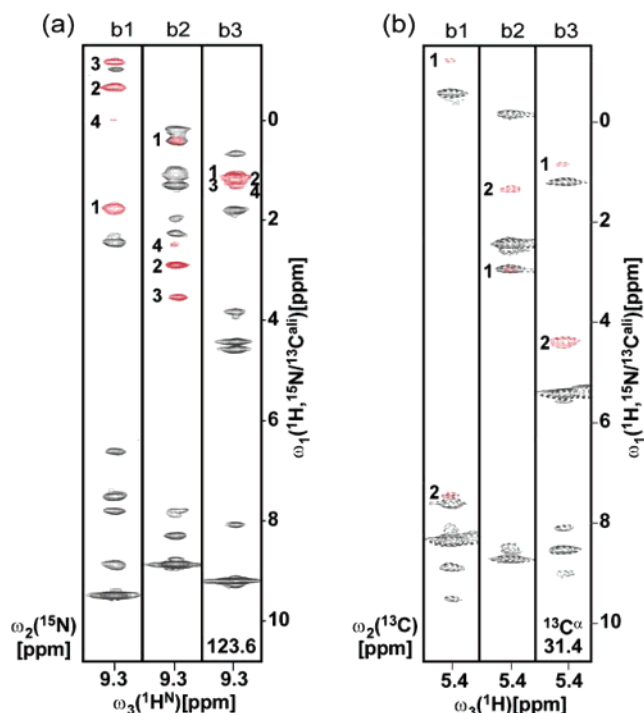 (a)
b1 b2 b3
3
2
4
1
1
4
2
3
1 2
3 4
0
2
4
6
8
10
ω1(¹H,¹⁵N/¹³Cᵃˡⁱ)[ppm]
ω2(¹⁵N)
[ppm]
123.6
9.3 9.3 9.3
ω3(¹Hᴺ)[ppm]
(b)
b1 b2 b3
1
2
2
1
1
2
0
2
4
6
8
10
ω1(¹H,¹⁵N/¹³Cᵃˡⁱ)[ppm]
ω2(¹³C)
[ppm]
¹³Cᵅ
31.4
5.4 5.4 5.4
ω3(¹H)[ppm]